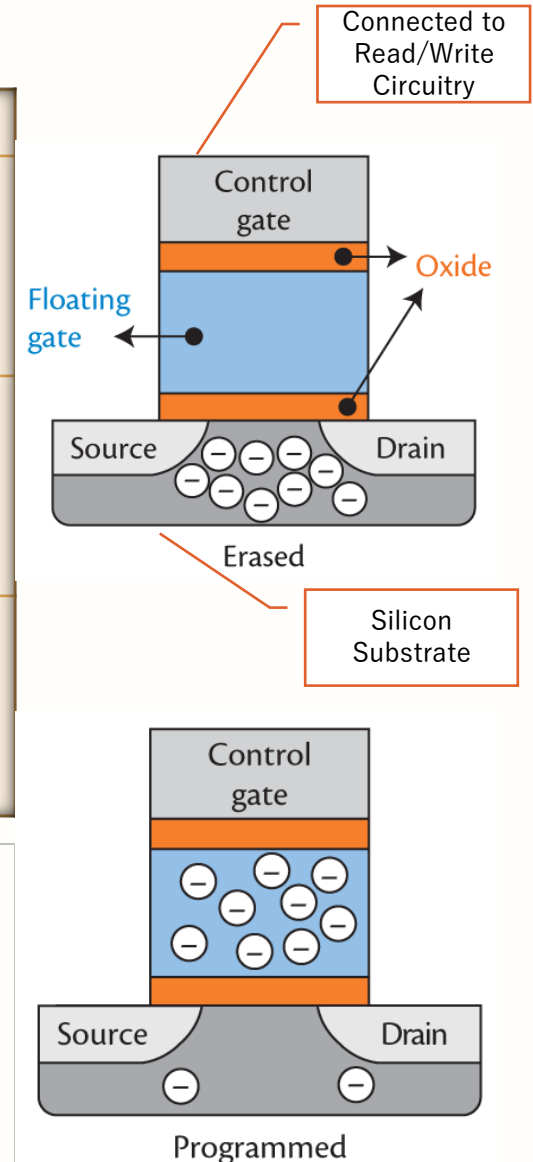 Connected to
Read/Write
Circuitry
Control
gate
Oxide
Floating
gate
Source
Drain
− − − − − − − − −
Erased
Silicon
Substrate
Control
gate
− − − − − − − − −
Source
Drain
− −
Programmed